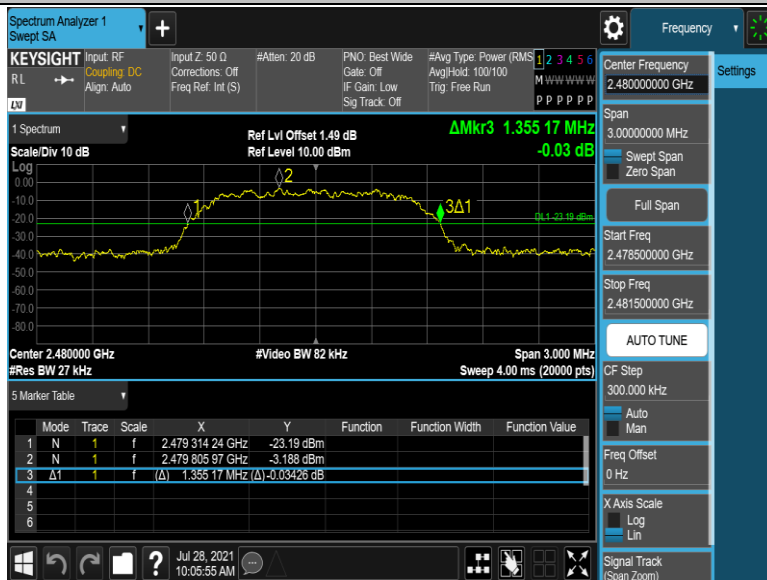 Spectrum Analyzer 1
Swept SA
+
Frequency
KEYSIGHT
RL
LXI
Input: RF
Coupling: DC
Align: Auto
Input Z: 50 Ω
Corrections: Off
Freq Ref: Int (S)
#Atten: 20 dB
PNO: Best Wide
Gate: Off
IF Gain: Low
Sig Track: Off
#Avg Type: Power (RMS
Avg|Hold: 100/100
Trig: Free Run
1 2 3 4 5 6
M W W W W W
P P P P P P
1 Spectrum
Scale/Div 10 dB
Ref Lvl Offset 1.49 dB
Ref Level 10.00 dBm
ΔMkr3 1.355 17 MHz
-0.03 dB
Log
0.00
-10.0
-20.0
-30.0
-40.0
-50.0
-60.0
-70.0
-80.0
1
2
3Δ1
DL1 -23.19 dBm
Center 2.480000 GHz
#Res BW 27 kHz
#Video BW 82 kHz
Span 3.000 MHz
Sweep 4.00 ms (20000 pts)
5 Marker Table
Mode Trace Scale X Y Function Function Width Function Value
1 N 1 f 2.479 314 24 GHz -23.19 dBm
2 N 1 f 2.479 805 97 GHz -3.188 dBm
3 Δ1 1 f (Δ) 1.355 17 MHz (Δ) -0.03426 dB
4
5
6
Center Frequency
2.480000000 GHz
Settings
Span
3.00000000 MHz
Swept Span
Zero Span
Full Span
Start Freq
2.478500000 GHz
Stop Freq
2.481500000 GHz
AUTO TUNE
CF Step
300.000 kHz
Auto
Man
Freq Offset
0 Hz
X Axis Scale
Log
Lin
Signal Track
(Span Zoom)
?
Jul 28, 2021
10:05:55 AM